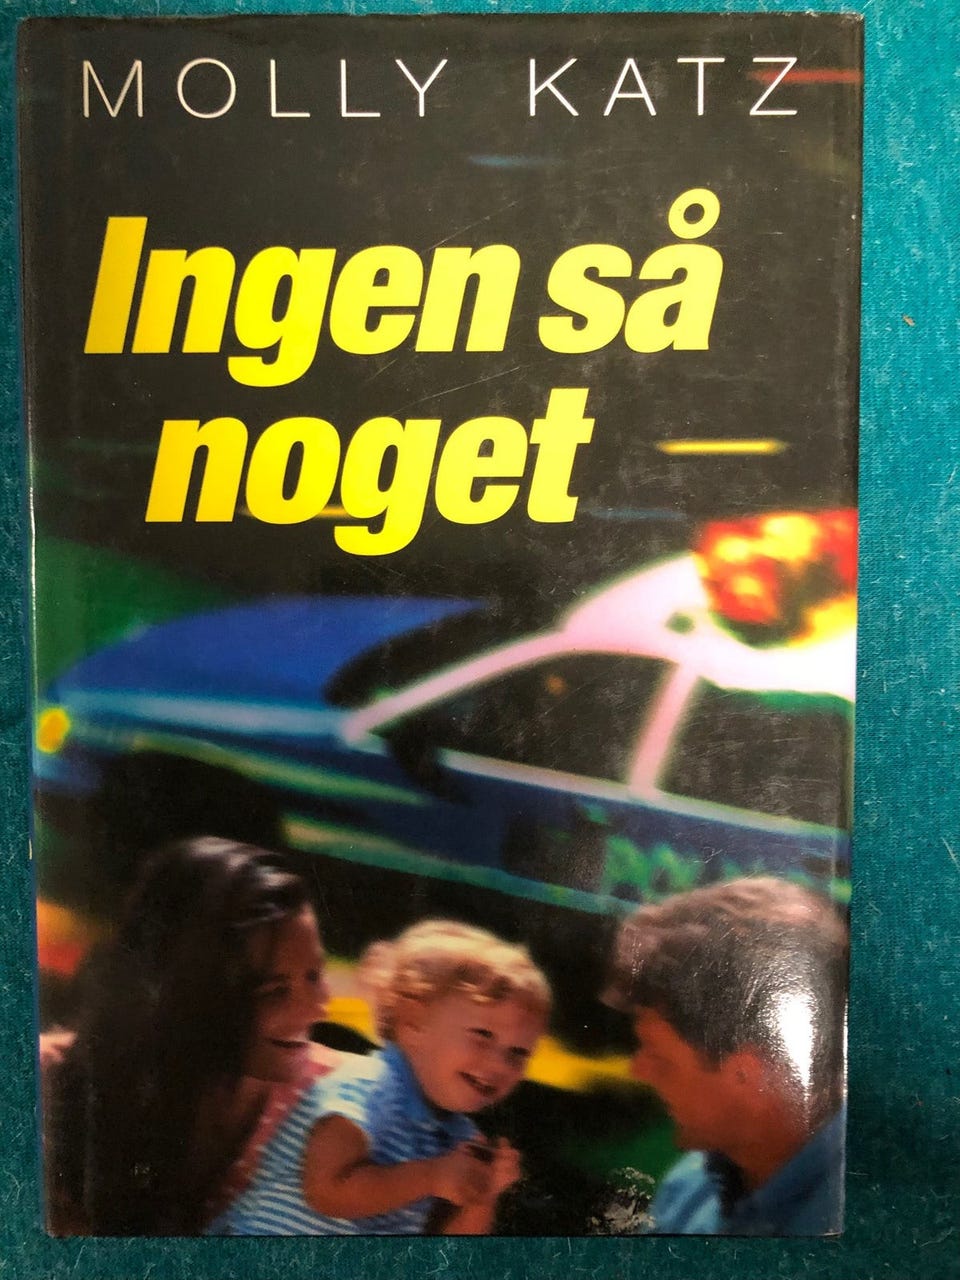 MOLLY KATZ
Ingen så
noget